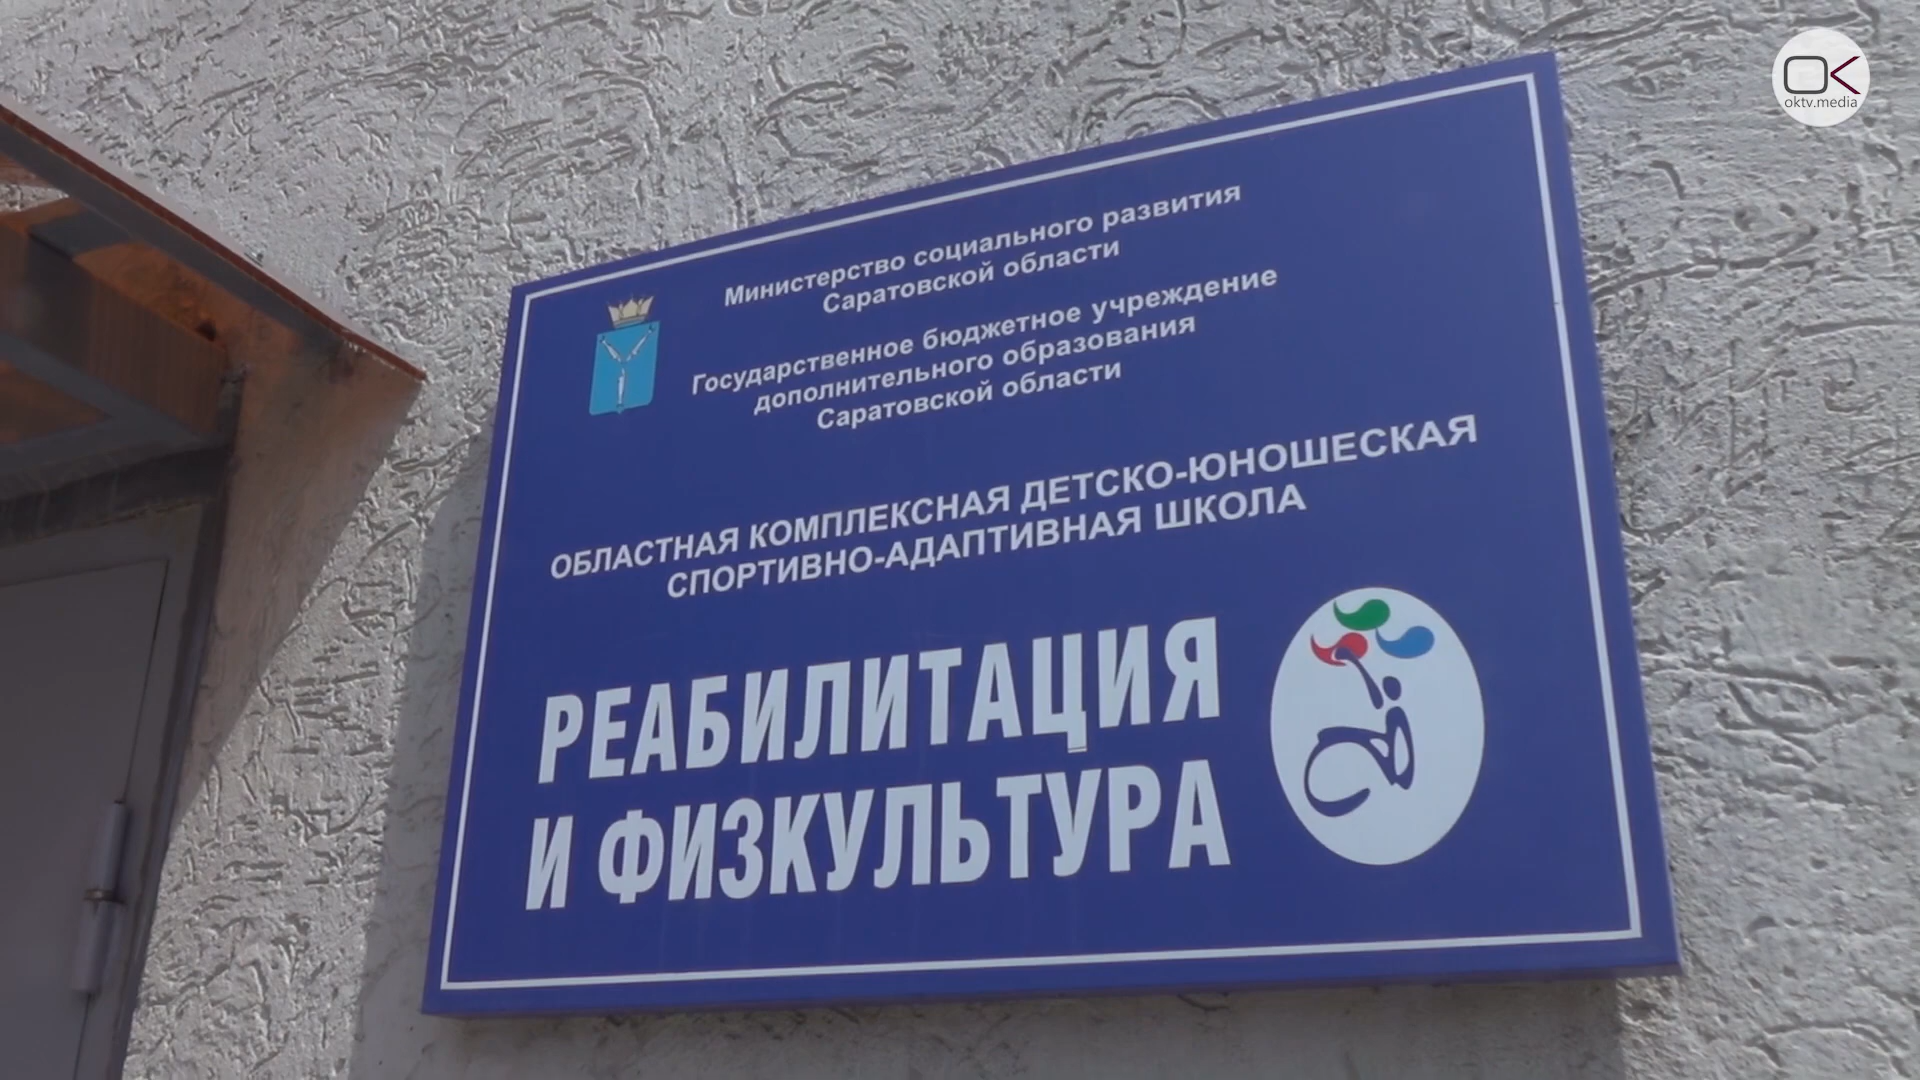 OK
oktv.media
Министерство социального развития
Саратовской области
Государственное бюджетное учреждение
дополнительного образования
Саратовской области
ОБЛАСТНАЯ КОМПЛЕКСНАЯ ДЕТСКО-ЮНОШЕСКАЯ
СПОРТИВНО-АДАПТИВНАЯ ШКОЛА
РЕАБИЛИТАЦИЯ
И ФИЗКУЛЬТУРА